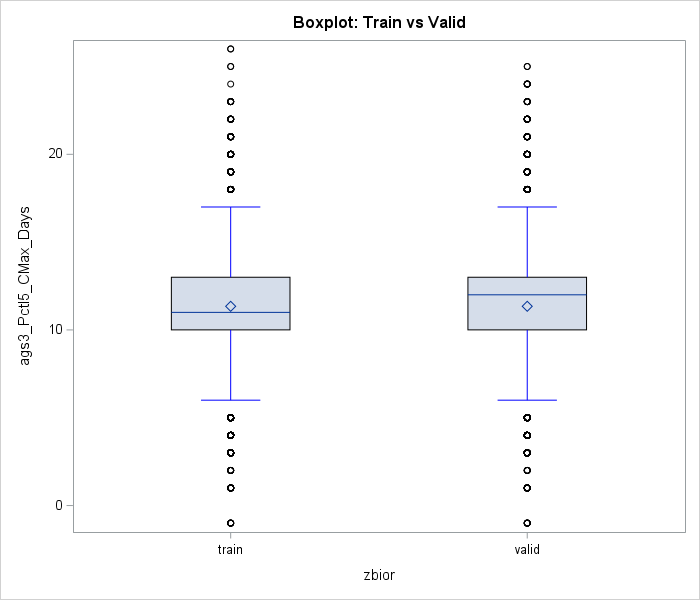 Boxplot: Train vs Valid
ags3_Pctl5_CMax_Days
20
10
0
train
valid
zbior